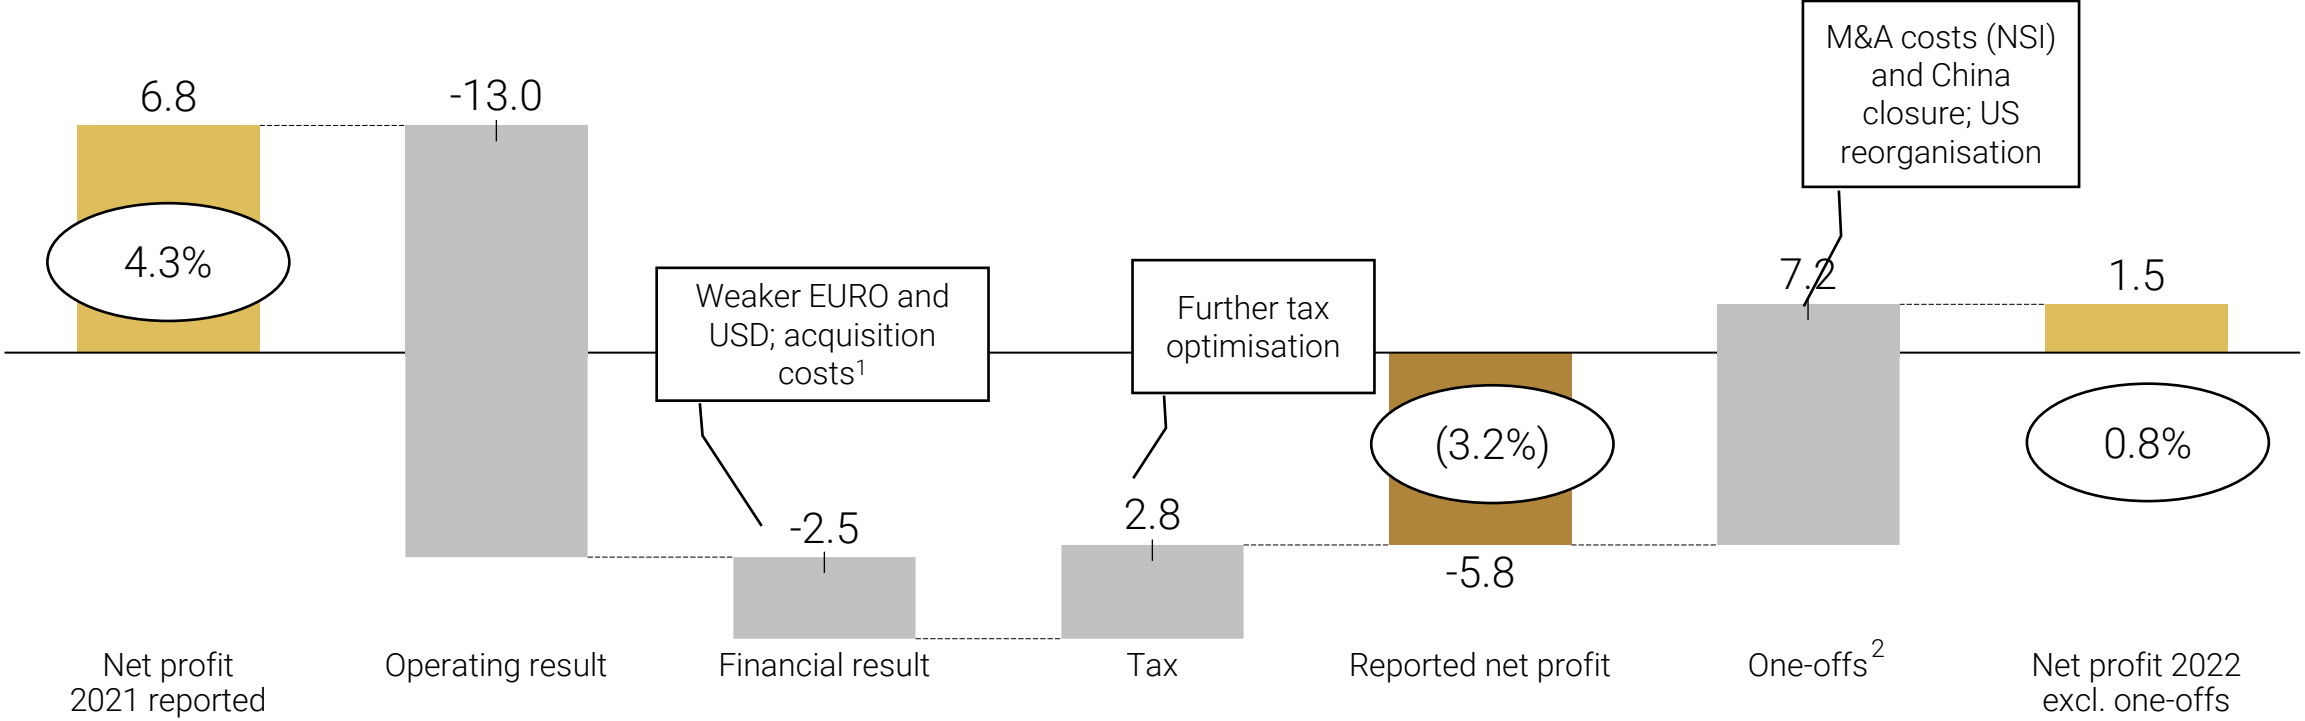 M&A costs (NSI)
and China
closure; US
reorganisation
6.8
-13.0
4.3%
Weaker EURO and
USD; acquisition
costs1
Further tax
optimisation
7.2
1.5
(3.2%)
0.8%
-2.5
2.8
-5.8
Net profit
2021 reported
Operating result
Financial result
Tax
Reported net profit
One-offs2
Net profit 2022
excl. one-offs